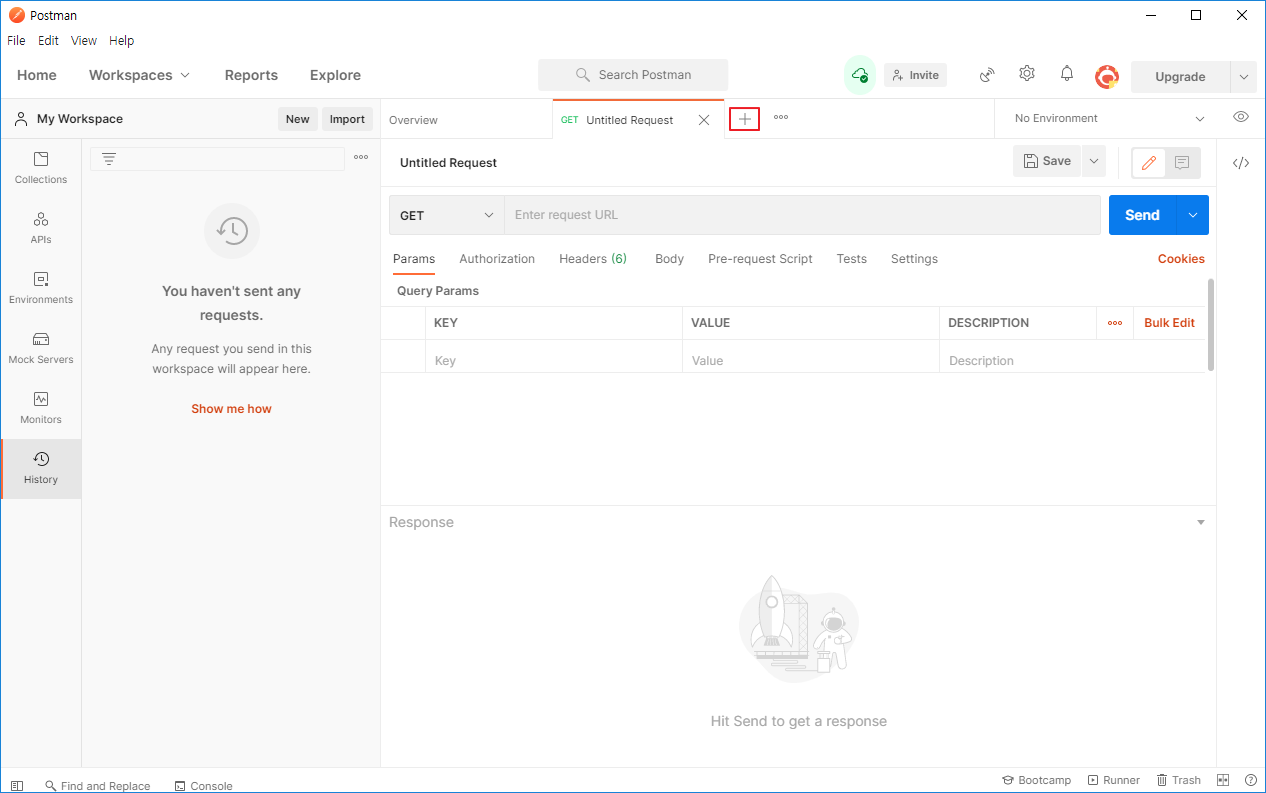 Postman
File Edit View Help
Home Workspaces Reports Explore Search Postman Invite Upgrade
My Workspace New Import Overview GET Untitled Request No Environment
Collections
APIs
Environments
Mock Servers
Monitors
History
You haven't sent any
requests.
Any request you send in this
workspace will appear here.
Show me how
Untitled Request Save
GET Enter request URL Send
Params Authorization Headers (6) Body Pre-request Script Tests Settings Cookies
Query Params
KEY VALUE DESCRIPTION Bulk Edit
Key Value Description
Response
Hit Send to get a response
Find and Replace Console Bootcamp Runner Trash